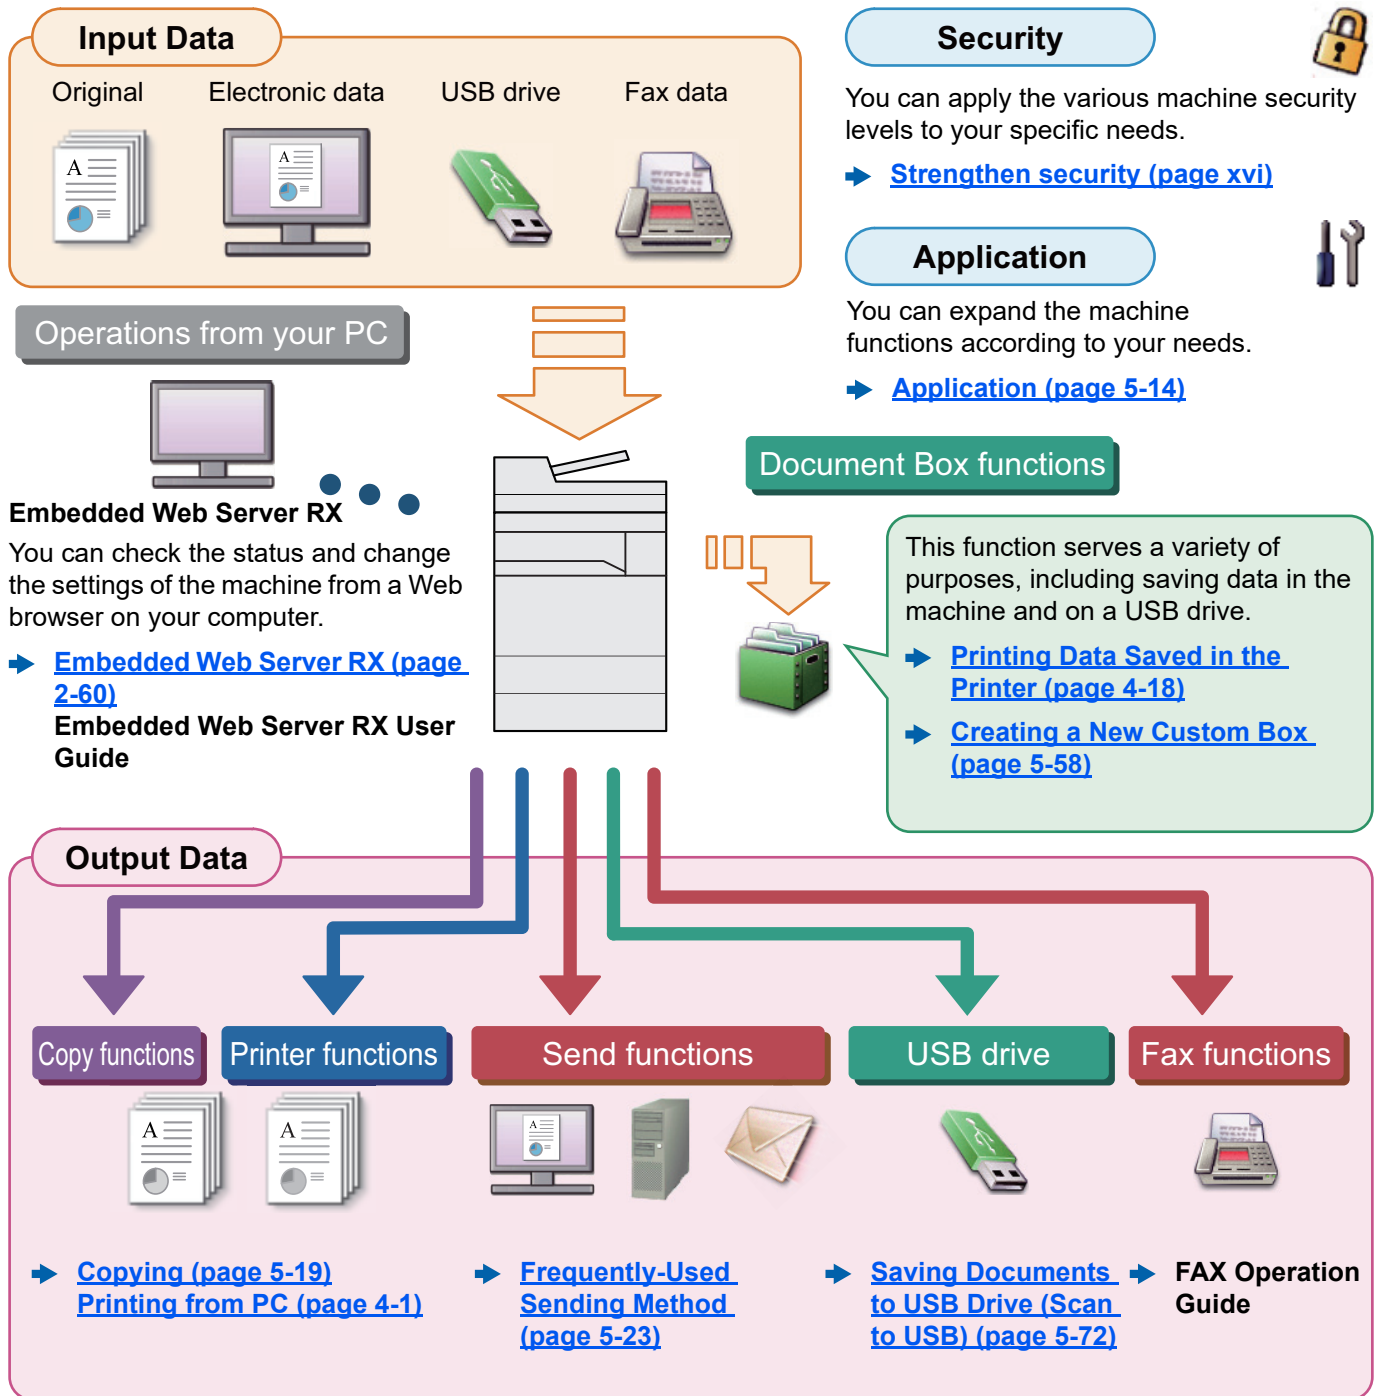 Input Data
Original
Electronic data
USB drive
Fax data
Security
You can apply the various machine security
levels to your specific needs.
Strengthen security (page xvi)
Application
You can expand the machine
functions according to your needs.
Application (page 5-14)
Operations from your PC
Embedded Web Server RX
You can check the status and change
the settings of the machine from a Web
browser on your computer.
Embedded Web Server RX (page
2-60)
Embedded Web Server RX User
Guide
Document Box functions
This function serves a variety of
purposes, including saving data in the
machine and on a USB drive.
Printing Data Saved in the
Printer (page 4-18)
Creating a New Custom Box
(page 5-58)
Output Data
Copy functions
Printer functions
Send functions
USB drive
Fax functions
Copying (page 5-19)
Printing from PC (page 4-1)
Frequently-Used
Sending Method
(page 5-23)
Saving Documents
to USB Drive (Scan
to USB) (page 5-72)
FAX Operation
Guide
A
A
A
A
A